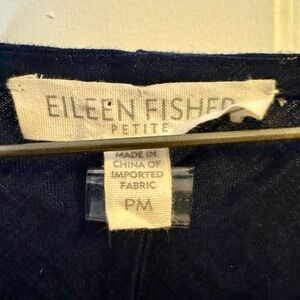 EILEEN FISHER
PETITE
MADE IN
CHINA OF
IMPORTED
FABRIC
PM